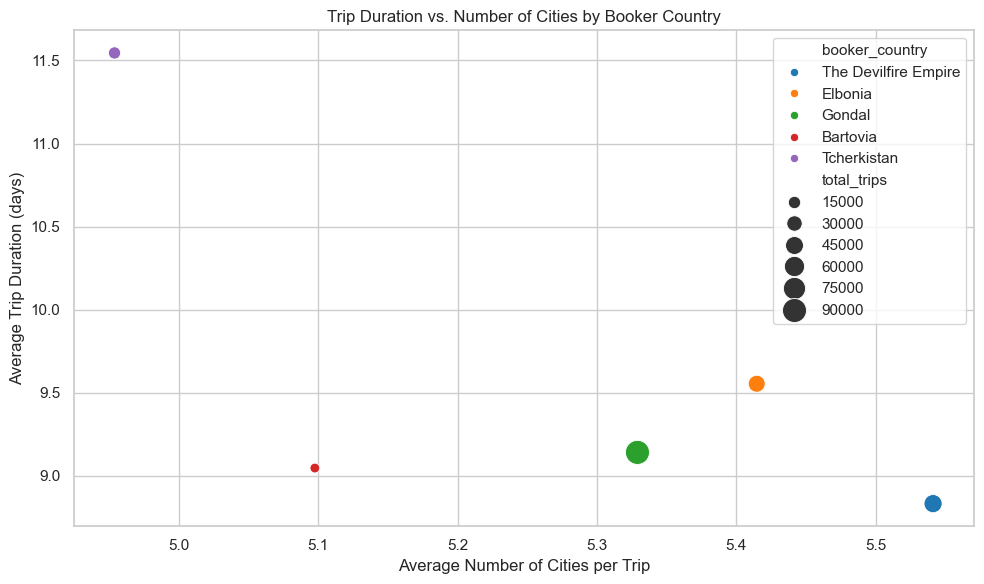 Trip Duration vs. Number of Cities by Booker Country
Average Trip Duration (days)
11.5
11.0
10.5
10.0
9.5
9.0
5.0
5.1
5.2
5.3
5.4
5.5
Average Number of Cities per Trip
booker_country
The Devilfire Empire
Elbonia
Gondal
Bartovia
Tcherkistan
total_trips
15000
30000
45000
60000
75000
90000